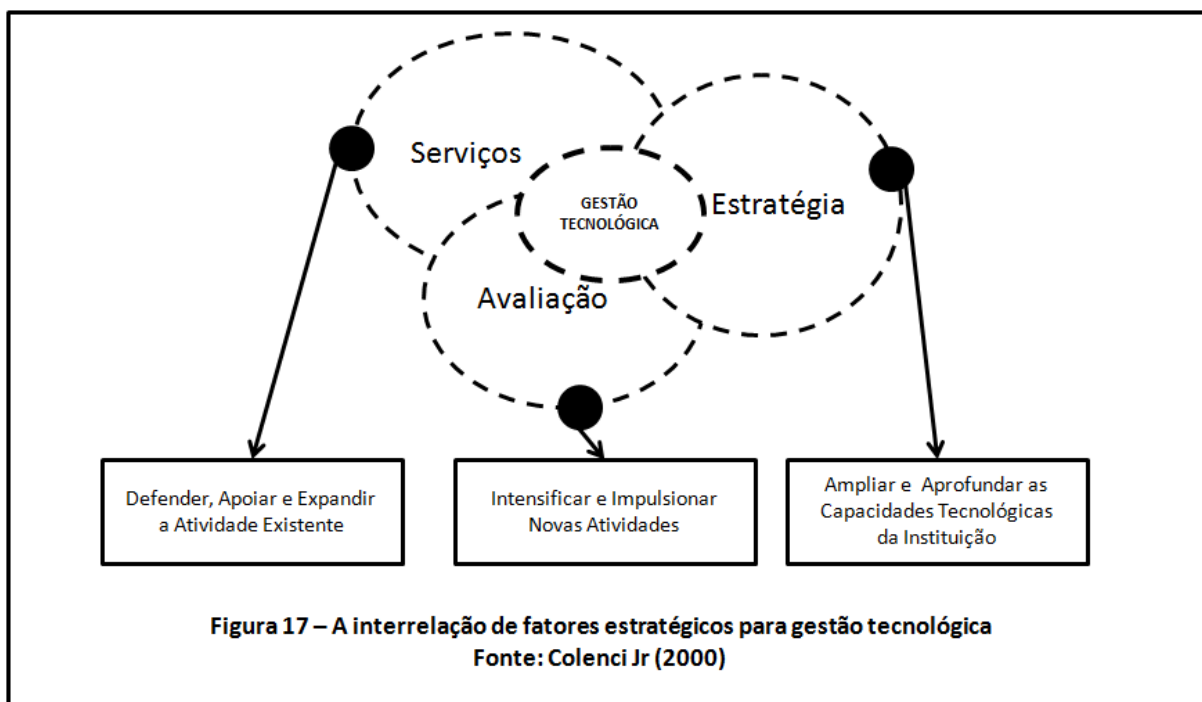 Serviços
GESTÃO
TECNOLÓGICA
Estratégia
Avaliação
Defender, Apoiar e Expandir
a Atividade Existente
Intensificar e Impulsionar
Novas Atividades
Ampliar e Aprofundar as
Capacidades Tecnológicas
da Instituição
Figura 17 – A interrelação de fatores estratégicos para gestão tecnológica
Fonte: Colenci Jr (2000)